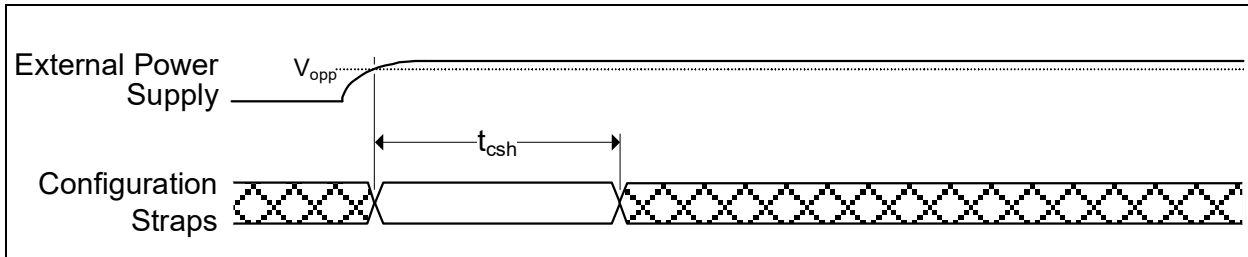 External Power
Supply
V_opp
t_csh
Configuration
Straps